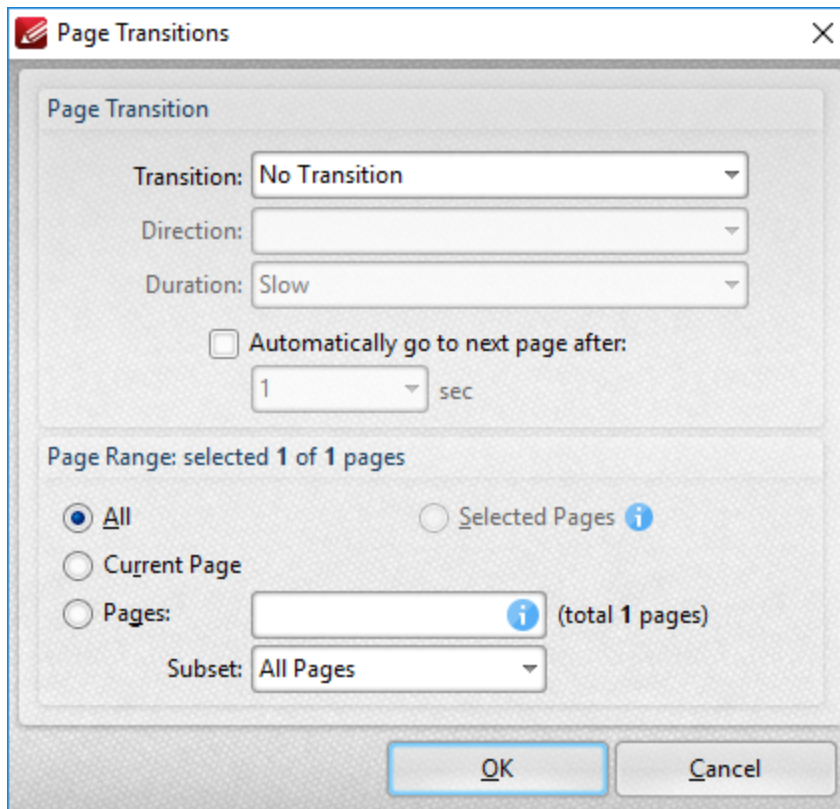 Page Transitions
Page Transition
Transition: No Transition
Direction:
Duration: Slow
Automatically go to next page after:
1 sec
Page Range: selected 1 of 1 pages
All Selected Pages
Current Page
Pages: (total 1 pages)
Subset: All Pages
OK Cancel